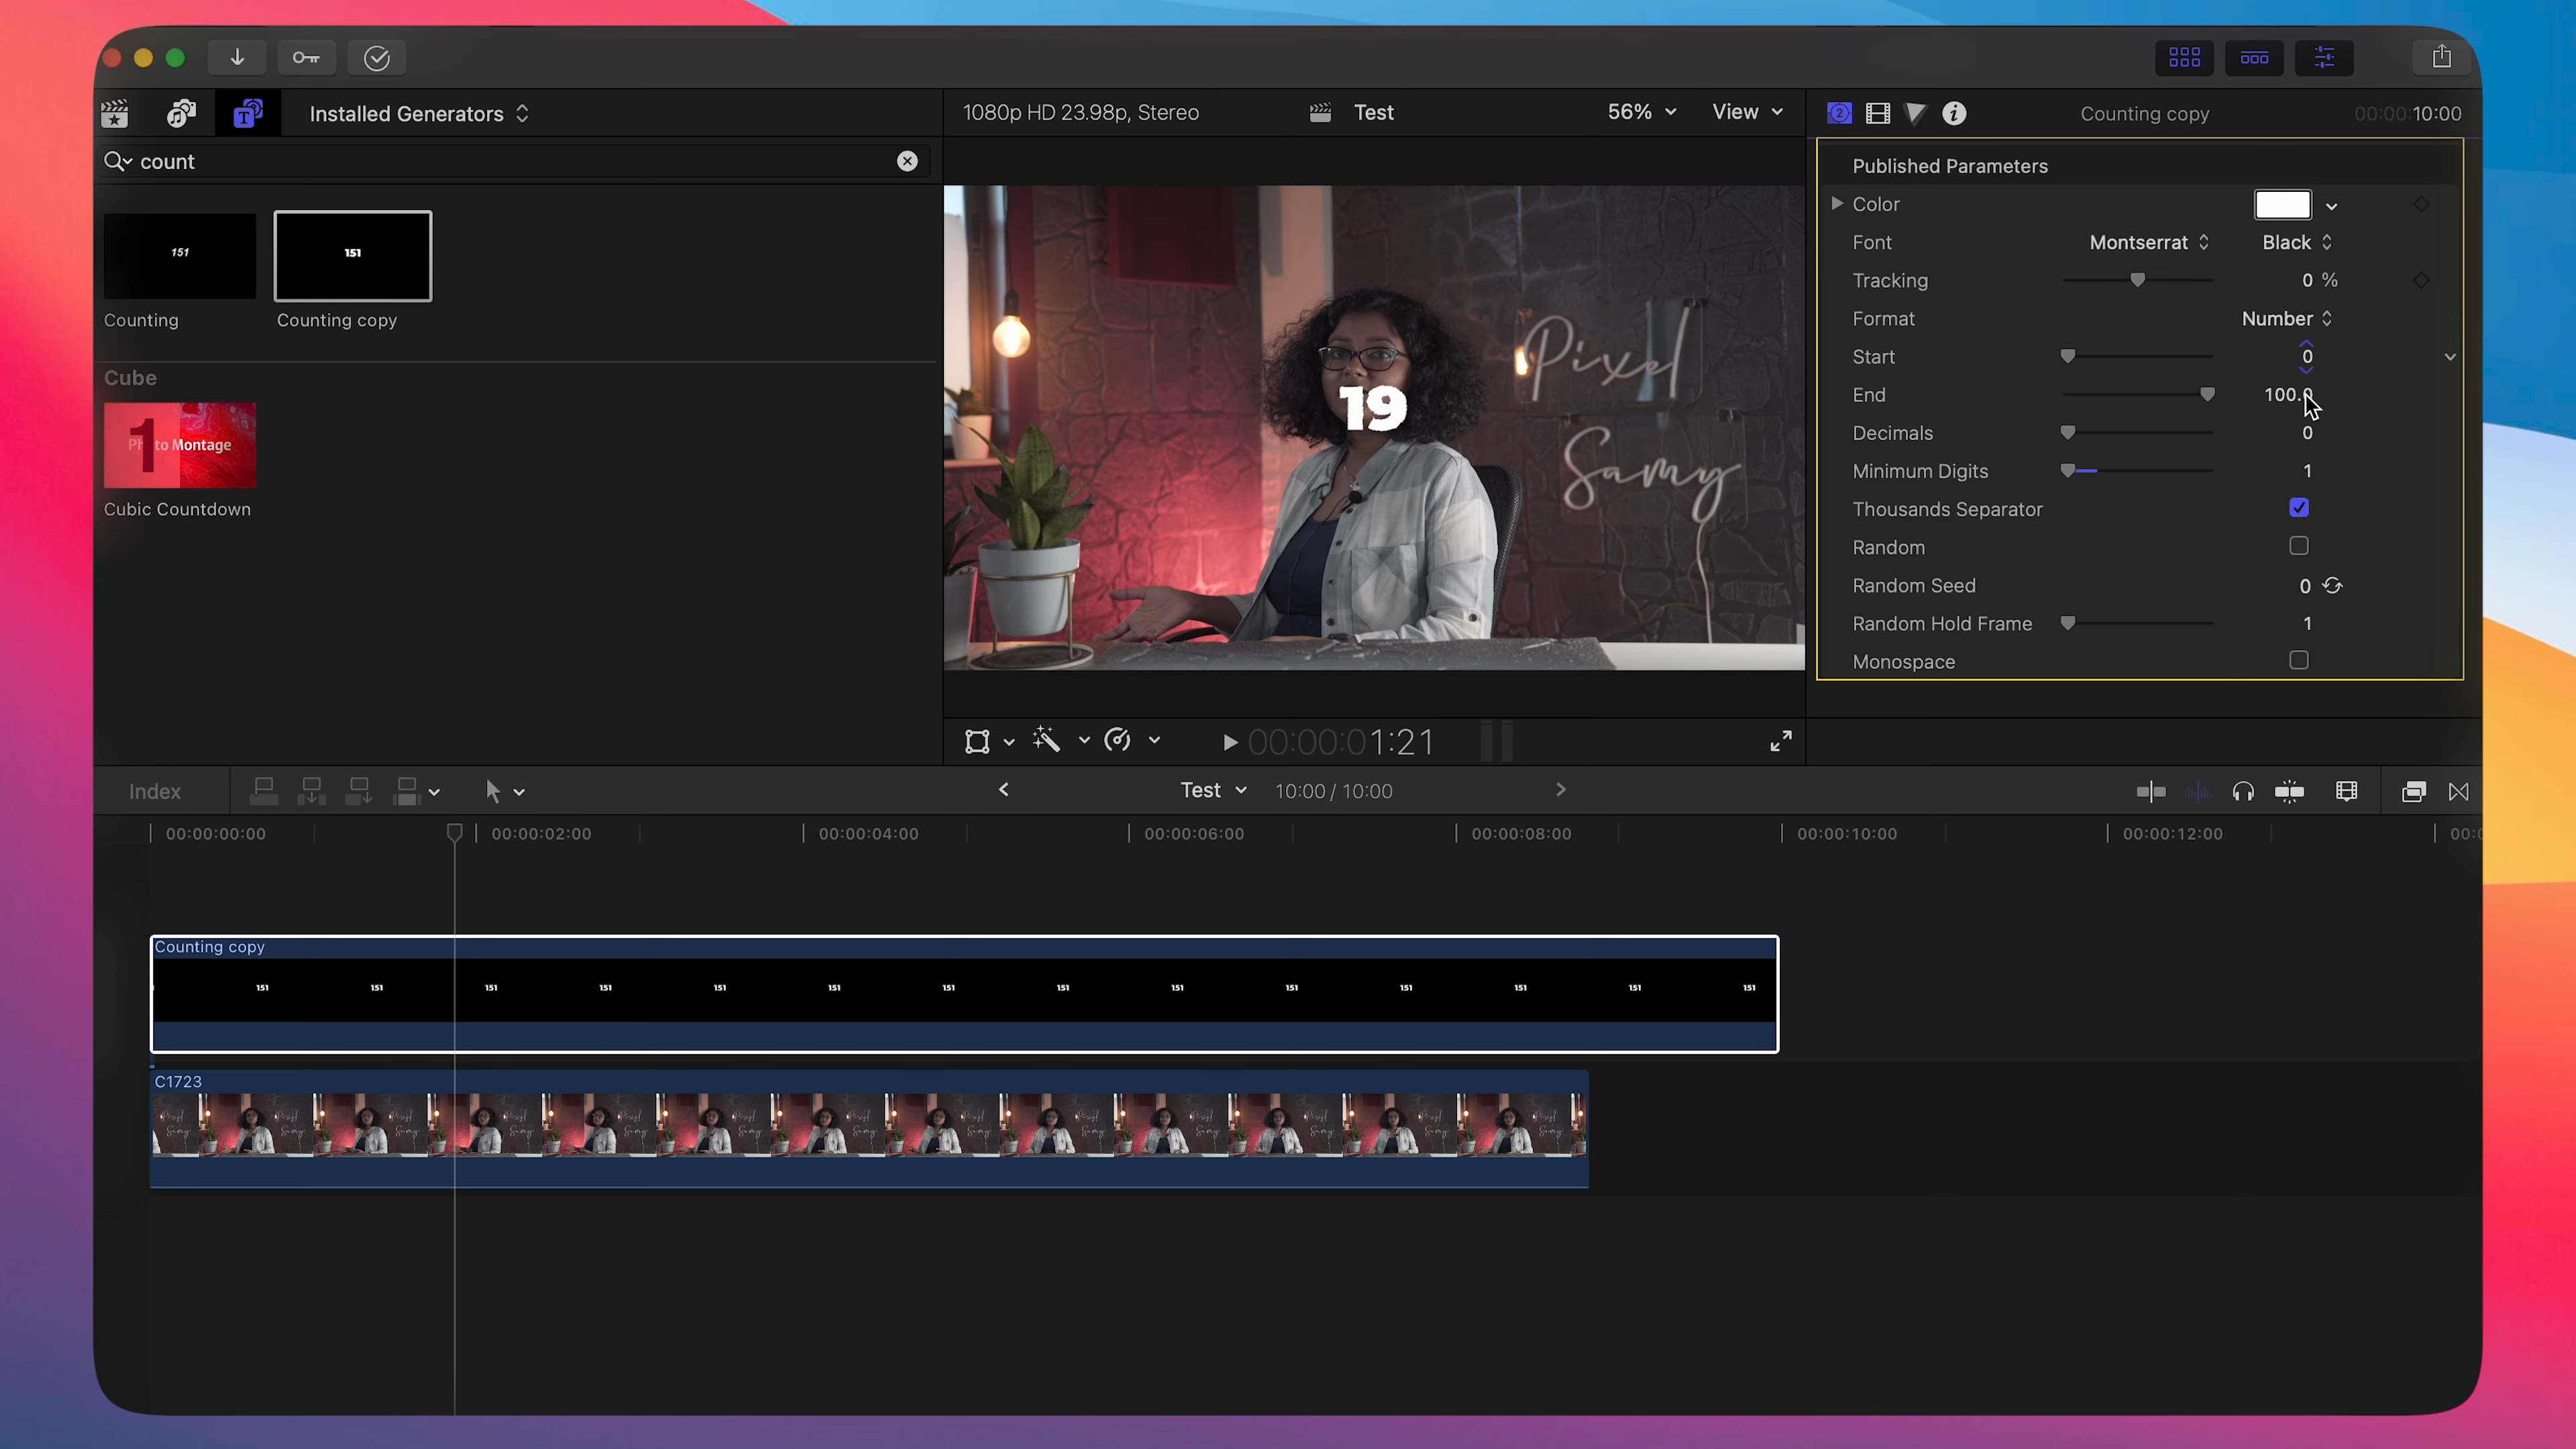 Installed Generators
1080p HD 23.98p, Stereo
Test
56%
View
Counting copy
00:00:00:10:00
count
151
151
Counting
Counting copy
Cube
1
Photo Montage
Cubic Countdown
Pixel
Samy
19
Published Parameters
Color
Font Montserrat Black
Tracking 0 %
Format Number
Start 0
End 100.0
Decimals 0
Minimum Digits 1
Thousands Separator
Random
Random Seed 0
Random Hold Frame 1
Monospace
00:00:01:21
Index
Test
10:00 / 10:00
00:00:00:00 00:00:02:00 00:00:04:00 00:00:06:00 00:00:08:00 00:00:10:00 00:00:12:00
Counting copy
151 151 151 151 151 151 151 151 151 151 151 151 151 151
C1723